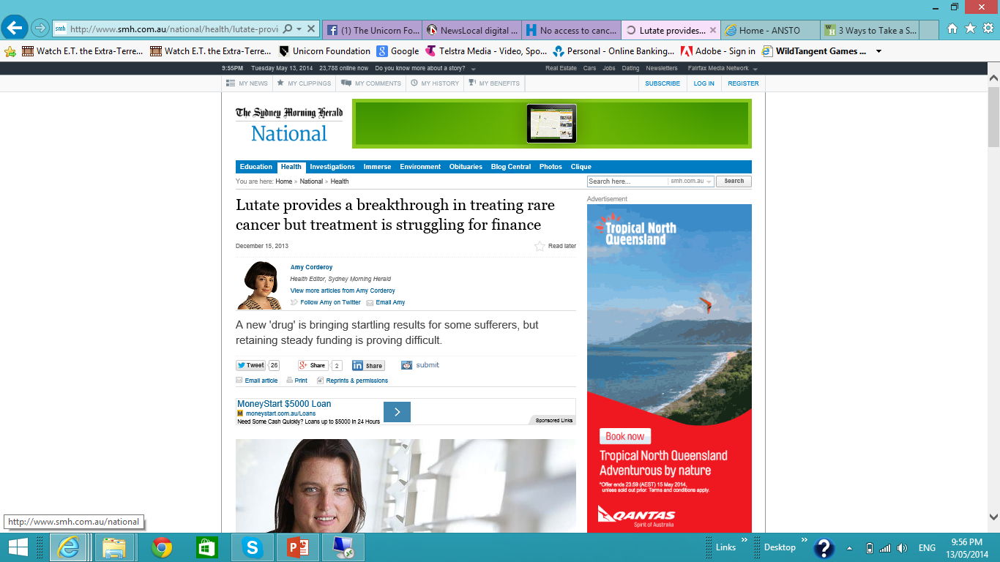 smh http://www.smh.com.au/national/health/lutate-provi
(1) The Unicorn Fo...
NewsLocal digital ...
No access to canc...
Lutate provides...
Home - ANSTO
3 Ways to Take a S...
Watch E.T. the Extra-Terre...
Watch E.T. the Extra-Terre...
Unicorn Foundation
Google
Telstra Media - Video, Spo...
Personal - Online Banking...
Adobe - Sign in
WildTangent Games ...
9:55PM Tuesday May 13, 2014 23,788 online now Do you know more about a story?
Real Estate Cars Jobs Dating Newsletters Fairfax Media Network
MY NEWS MY CLIPPINGS MY COMMENTS MY HISTORY MY BENEFITS
SUBSCRIBE LOG IN REGISTER
The Sydney Morning Herald
National
Education Health Investigations Immerse Environment Obituaries Blog Central Photos Clique
You are here: Home » National » Health
Search here... smh.com.au Search
Lutate provides a breakthrough in treating rare
cancer but treatment is struggling for finance
December 15, 2013
Read later
Amy Corderoy
Health Editor, Sydney Morning Herald
View more articles from Amy Corderoy
Follow Amy on Twitter Email Amy
A new 'drug' is bringing startling results for some sufferers, but
retaining steady funding is proving difficult.
Tweet 26 Share 2 in Share submit
Email article Print Reprints & permissions
MoneyStart $5000 Loan
moneystart.com.au/Loans
Need Some Cash Quickly? Loans up to $5000 In 24 Hours
Sponsored Links
Advertisement
Tropical North
Queensland
Book now
Tropical North Queensland
Adventurous by nature
*Offer ends 23:59 (AEST) 15 May 2014,
unless sold out prior. Terms and conditions apply.
QANTAS
Spirit of Australia
http://www.smh.com.au/national
Links
Desktop
ENG
9:56 PM
13/05/2014